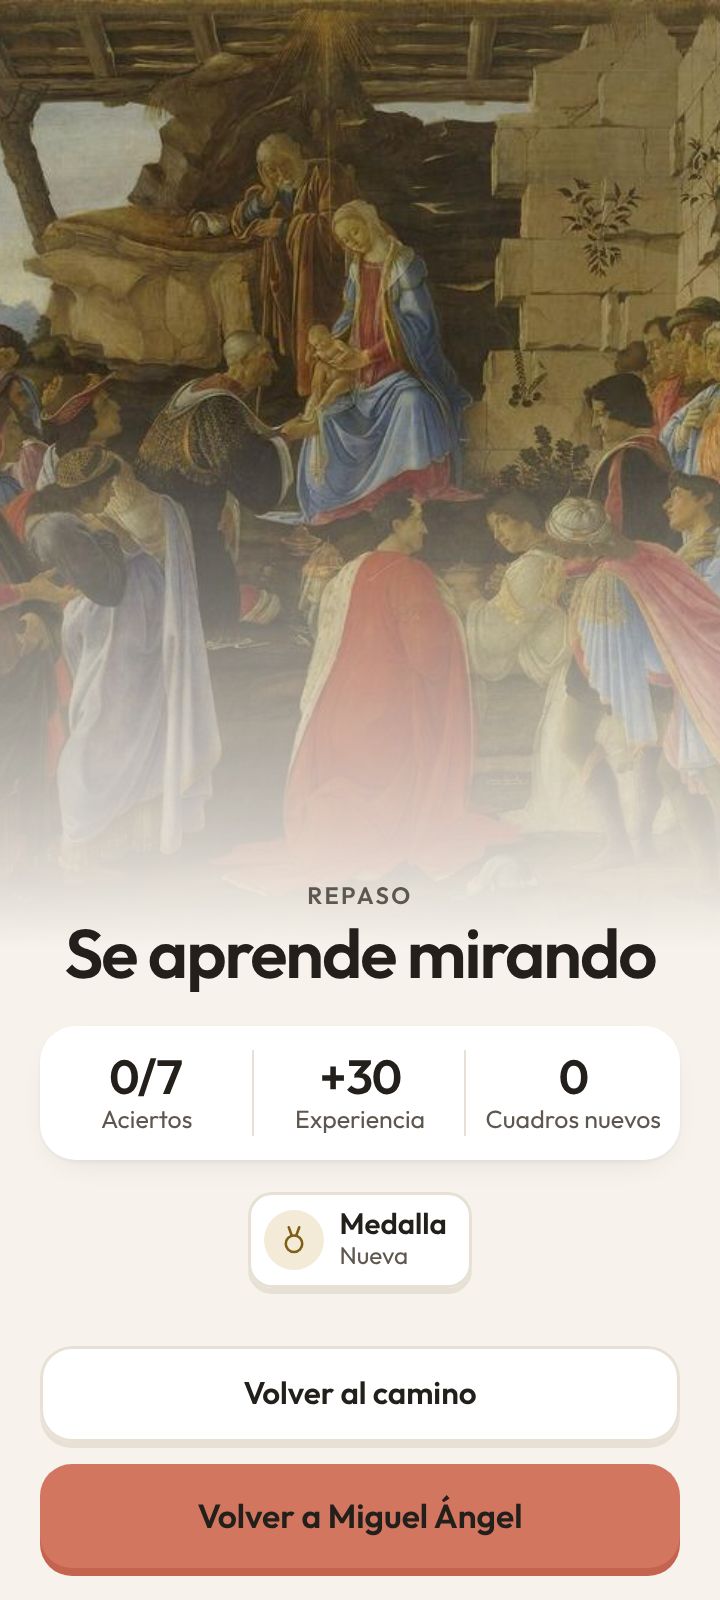 REPASO
Se aprende mirando
0/7
Aciertos
+30
Experiencia
0
Cuadros nuevos
Medalla
Nueva
Volver al camino
Volver a Miguel Ángel